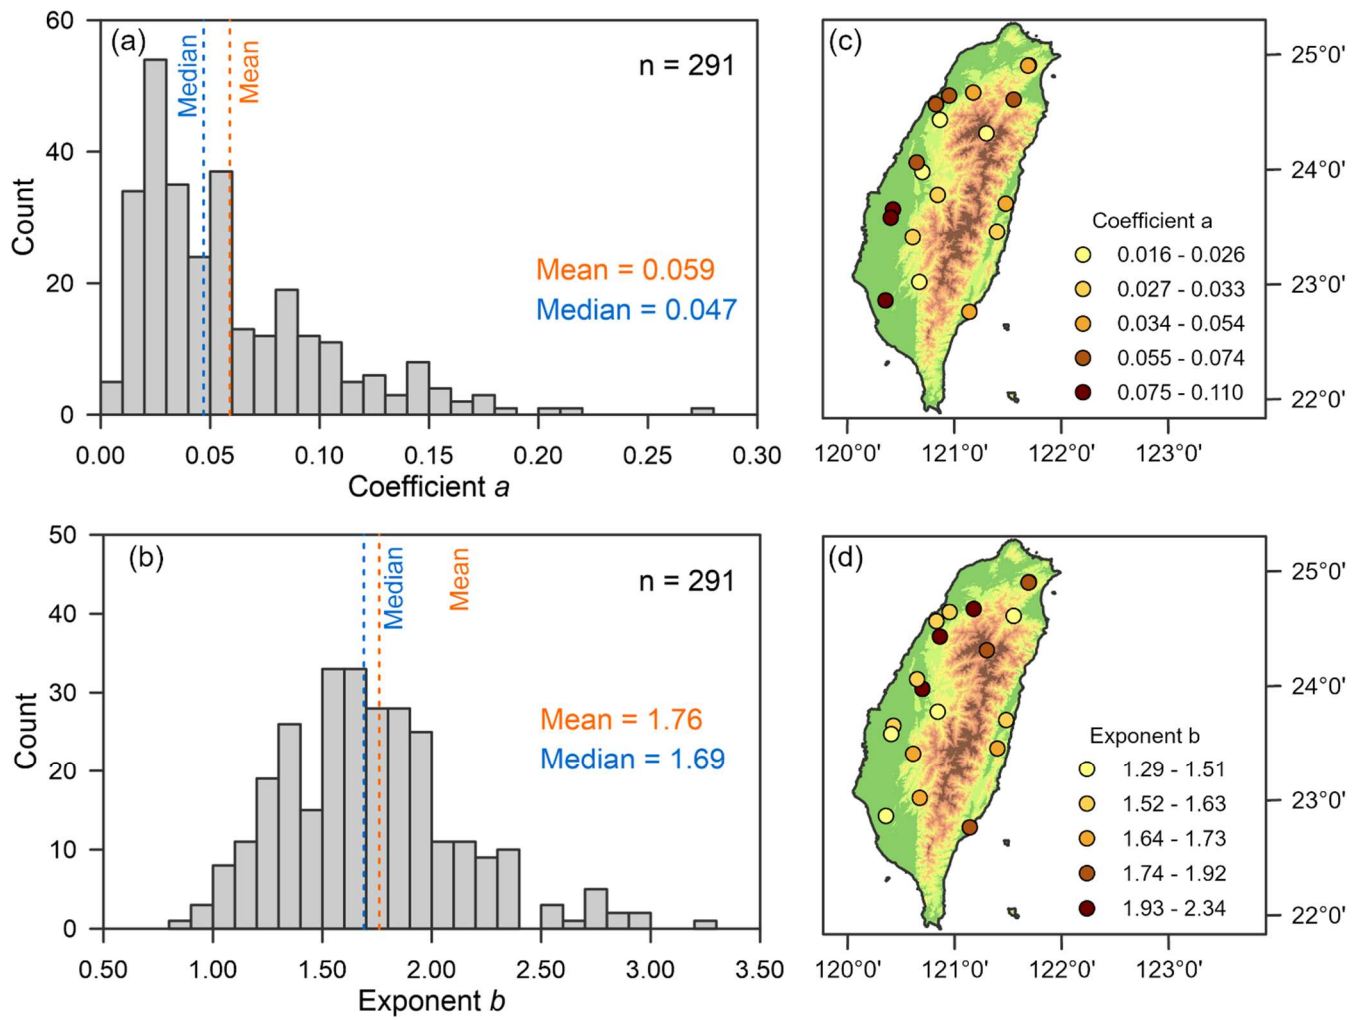 (a)
Median
Mean
n = 291
Mean = 0.059
Median = 0.047
60
40
20
0
Count
0.00 0.05 0.10 0.15 0.20 0.25 0.30
Coefficient a
(c)
25°0'
24°0'
23°0'
22°0'
Coefficient a
0.016 - 0.026
0.027 - 0.033
0.034 - 0.054
0.055 - 0.074
0.075 - 0.110
120°0' 121°0' 122°0' 123°0'
(b)
Median
Mean
n = 291
Mean = 1.76
Median = 1.69
50
40
30
20
10
0
Count
0.50 1.00 1.50 2.00 2.50 3.00 3.50
Exponent b
(d)
25°0'
24°0'
23°0'
22°0'
Exponent b
1.29 - 1.51
1.52 - 1.63
1.64 - 1.73
1.74 - 1.92
1.93 - 2.34
120°0' 121°0' 122°0' 123°0'